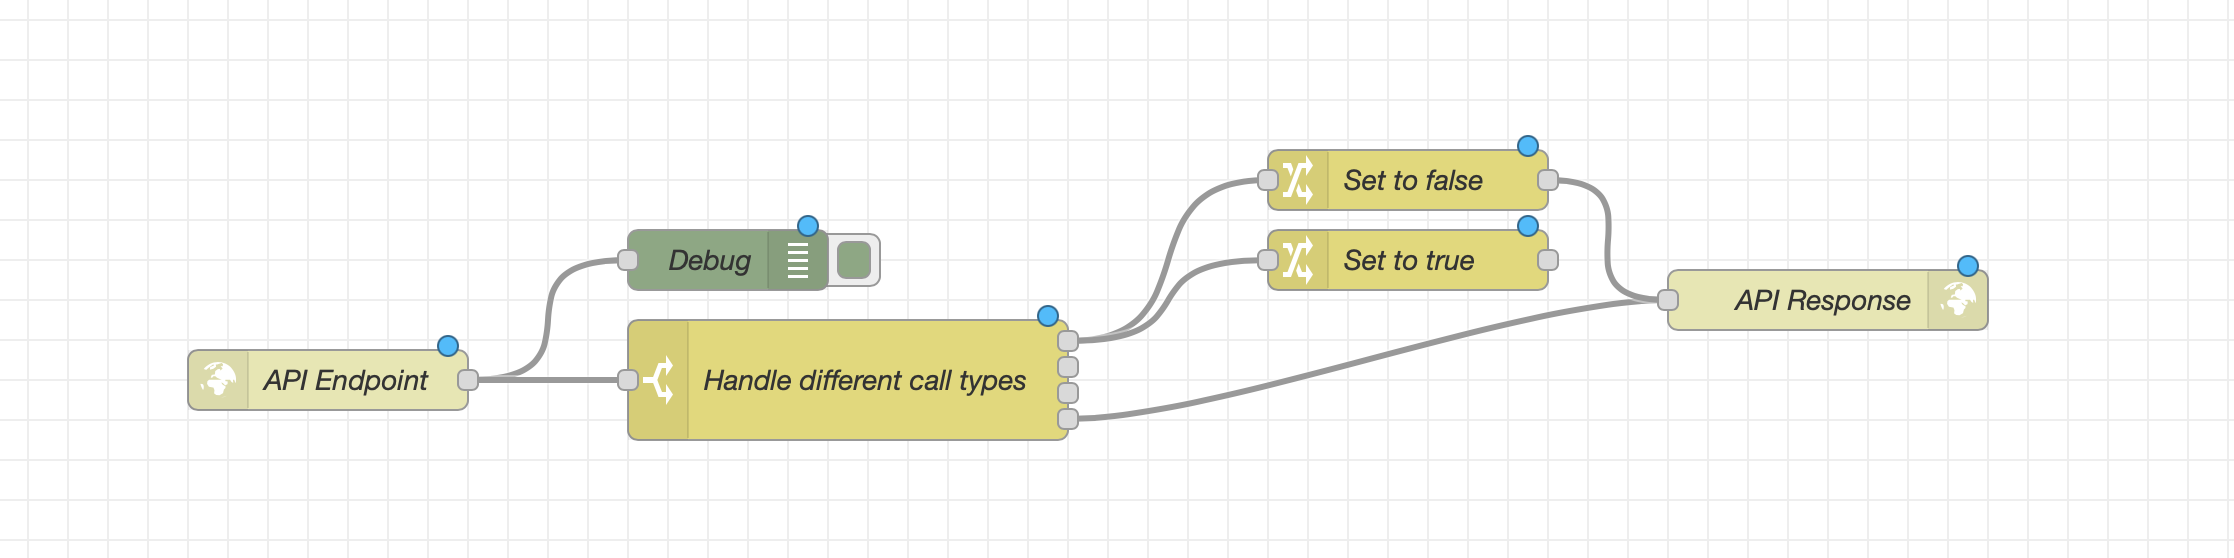 Set to false
Debug
Set to true
API Response
API Endpoint
Handle different call types